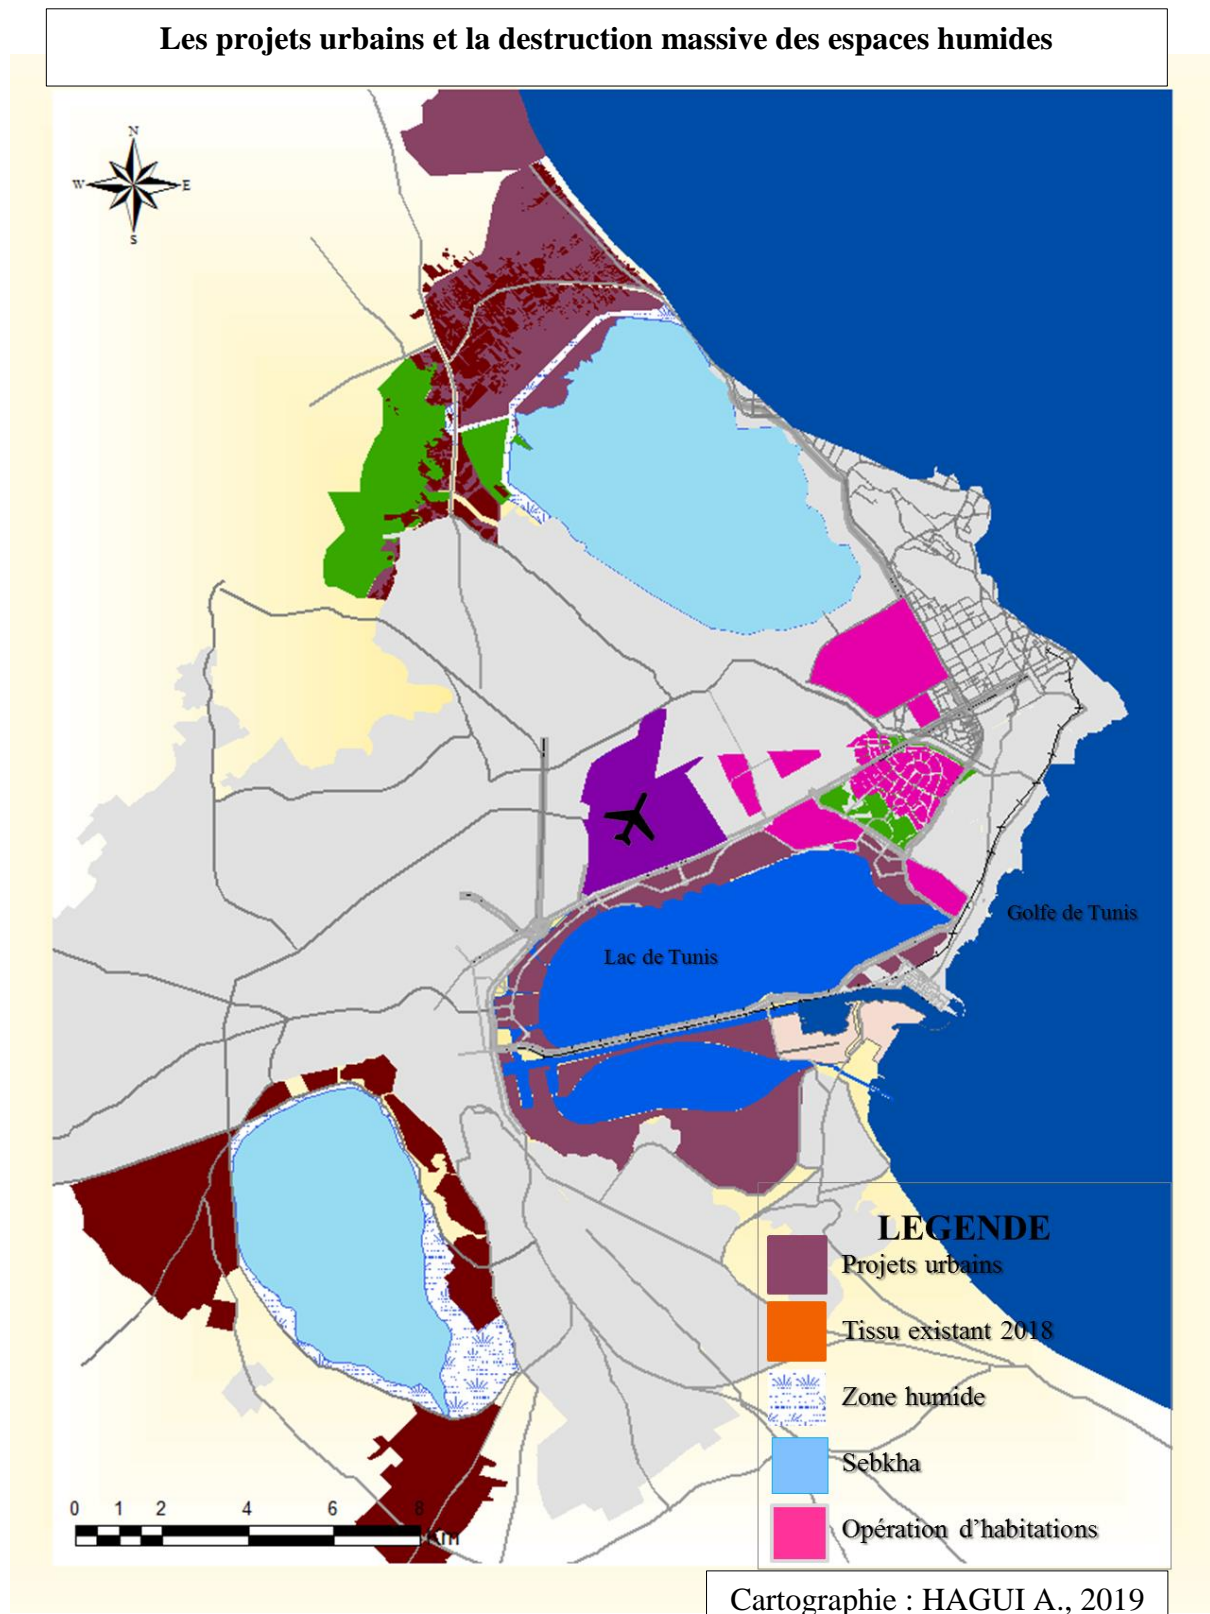 Les projets urbains et la destruction massive des espaces humides
N
W E
S
Golfe de Tunis
Lac de Tunis
LEGENDE
Projets urbains
Tissu existant 2018
Zone humide
Sebkha
Opération d'habitations
0 1 2 4 6 8
Km
Cartographie : HAGUI A., 2019